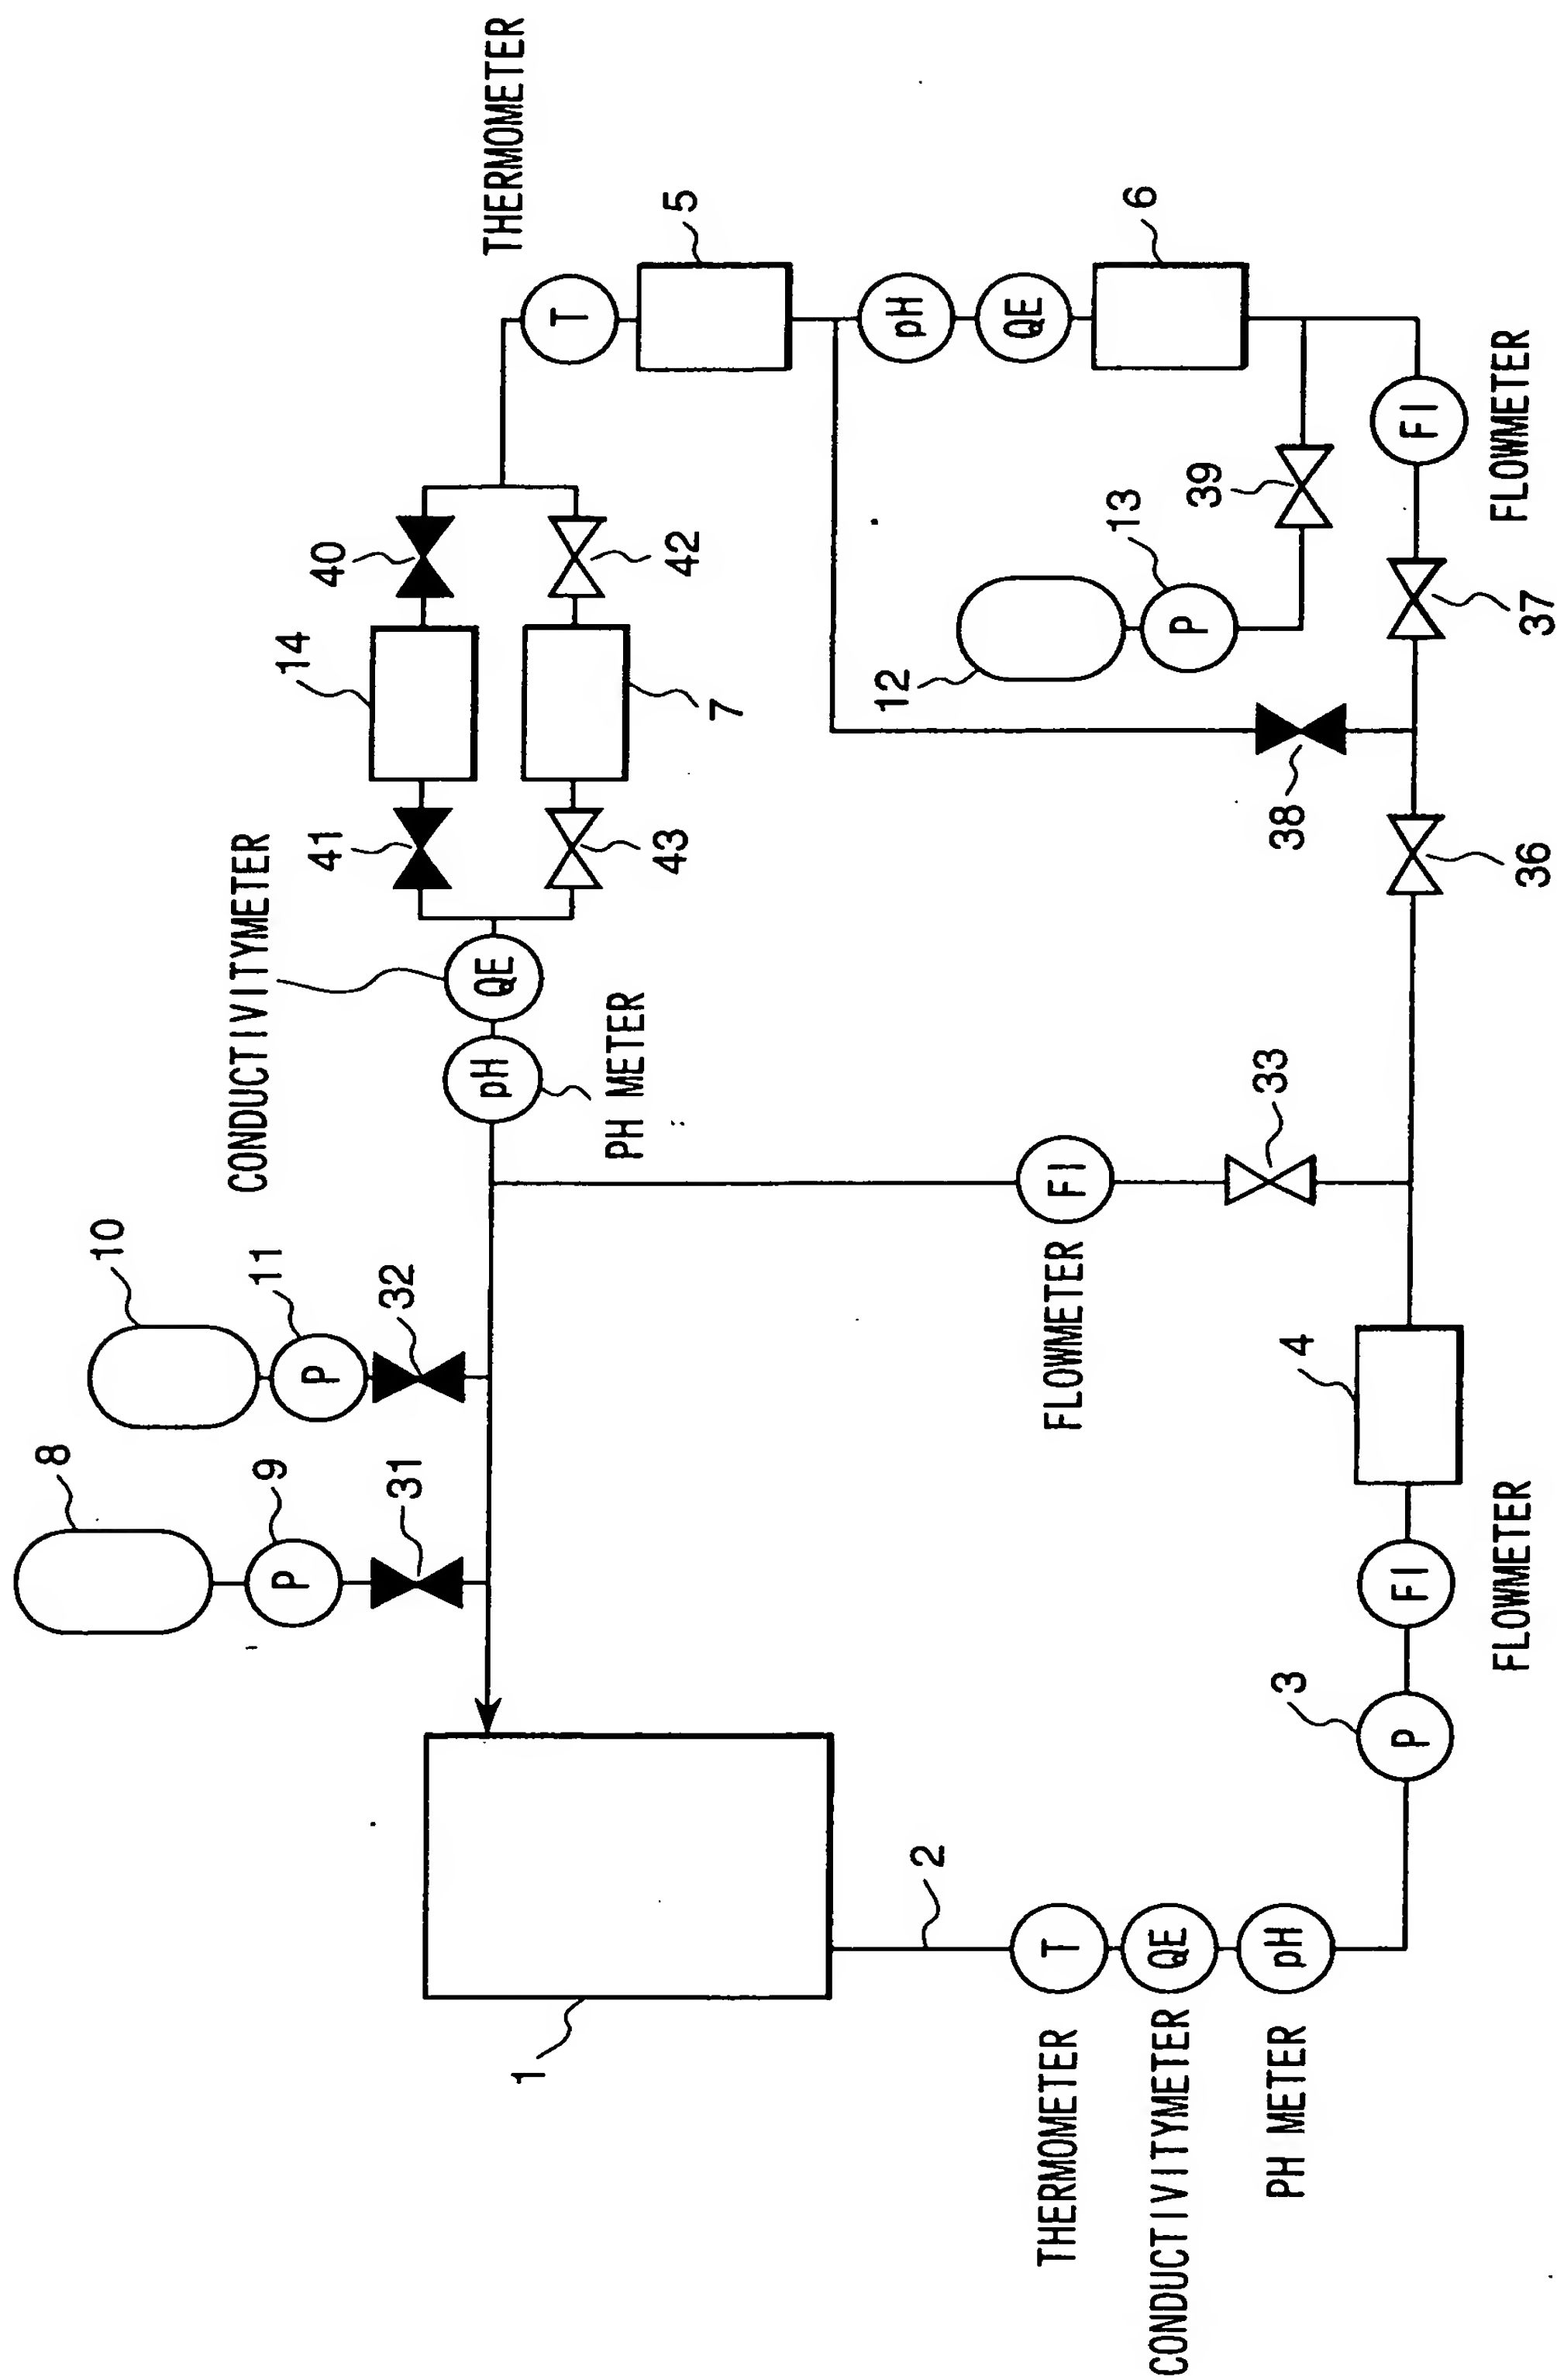 THERMOMETER
5
6
T
pH
QE
FLOWMETER
FI
39
13
P
12
37
40
42
14
7
38
36
41
43
CONDUCTIVITYMETER
QE
pH
PH METER
33
FI
FLOWMETER
10
11
P
32
4
8
9
P
31
FI
FLOWMETER
3
P
2
T
QE
pH
1
THERMOMETER
CONDUCTIVITYMETER
PH METER